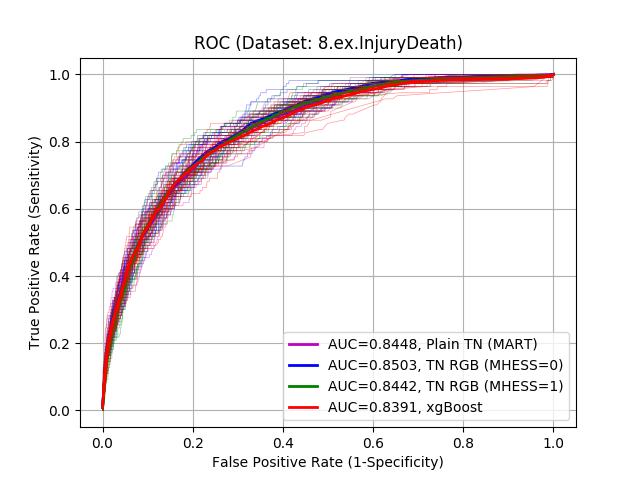 ROC (Dataset: 8.ex.InjuryDeath)
True Positive Rate (Sensitivity)
1.0
0.8
0.6
0.4
0.2
0.0
AUC=0.8448, Plain TN (MART)
AUC=0.8503, TN RGB (MHESS=0)
AUC=0.8442, TN RGB (MHESS=1)
AUC=0.8391, xgBoost
0.0 0.2 0.4 0.6 0.8 1.0
False Positive Rate (1-Specificity)